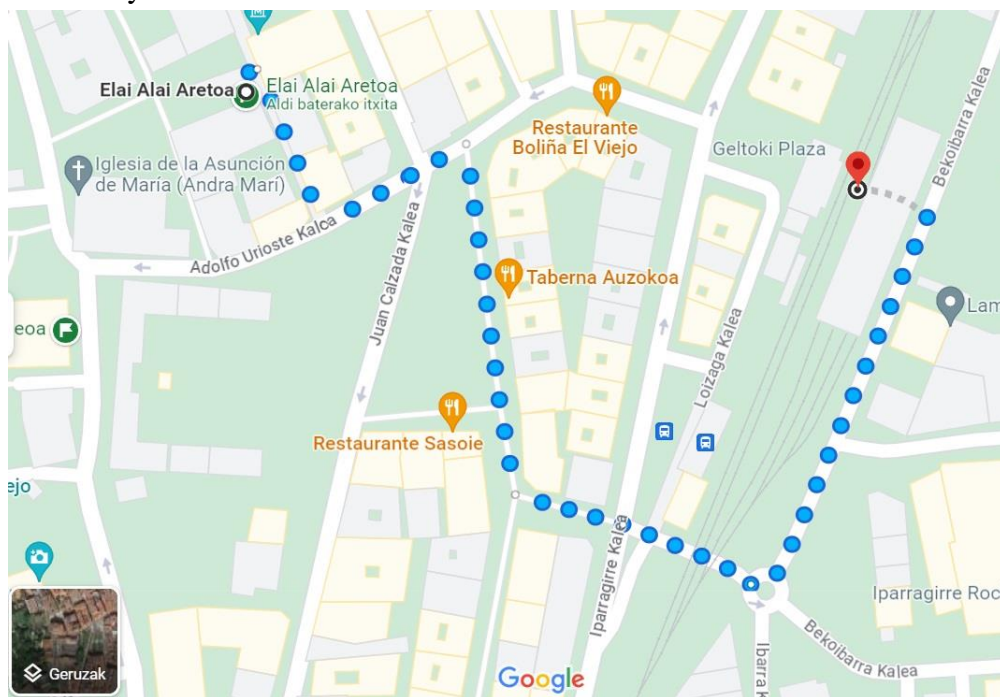 Elai Alai Aretoa
Elai Alai Aretoa
Aldi baterako itxita
Iglesia de la Asunción
de María (Andra Marí)
Restaurante
Boliña El Viejo
Geltoki Plaza
Bekoibarra Kalea
Adolfo Urioste Kalea
Juan Calzada Kalea
Taberna Auzokoa
Lam
eoa
Loizaga Kalea
Restaurante Sasoie
ejo
Iparragirre Kalea
Iparragirre Roc
Bekoibarra Kalea
Ibarra K
Geruzak
Google